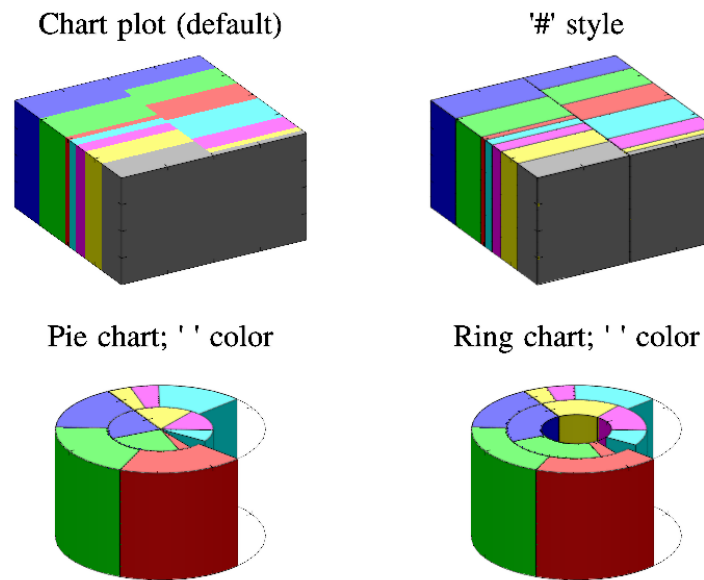 Chart plot (default)
'#' style
Pie chart; ' ' color
Ring chart; ' ' color